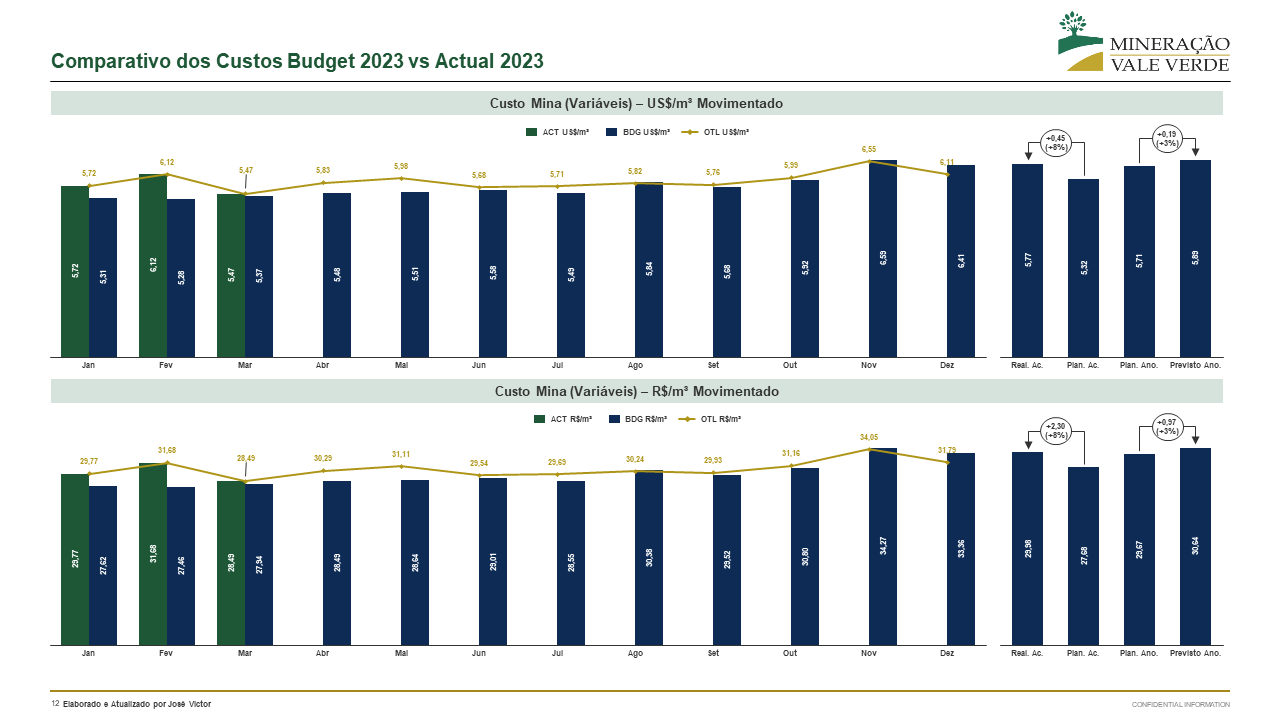 MINERAÇÃO
VALE VERDE
Comparativo dos Custos Budget 2023 vs Actual 2023
Custo Mina (Variáveis) – US$/m³ Movimentado
ACT US$/m³ BDG US$/m³ OTL US$/m³
+0,45
(+8%)
+0,19
(+3%)
5,72 6,12 5,47 5,83 5,98 5,68 5,71 5,82 5,76 5,99 6,55 6,11
5,72 5,31 6,12 5,28 5,47 5,37 5,48 5,51 5,58 5,49 5,84 5,68 5,92 6,59 6,41 5,77 5,32 5,71 5,89
Jan Fev Mar Abr Mai Jun Jul Ago Set Out Nov Dez Real. Ac. Plan. Ac. Plan. Ano. Previsto Ano.
Custo Mina (Variáveis) – R$/m³ Movimentado
ACT R$/m³ BDG R$/m³ OTL R$/m³
+2,30
(+8%)
+0,97
(+3%)
29,77 31,68 28,49 30,29 31,11 29,54 29,69 30,24 29,93 31,16 34,05 31,79
29,77 27,62 31,68 27,46 28,49 27,94 28,49 28,64 29,01 28,55 30,38 29,52 30,80 34,27 33,36 29,98 27,68 29,67 30,64
Jan Fev Mar Abr Mai Jun Jul Ago Set Out Nov Dez Real. Ac. Plan. Ac. Plan. Ano. Previsto Ano.
12 Elaborado e Atualizado por José Victor
CONFIDENTIAL INFORMATION